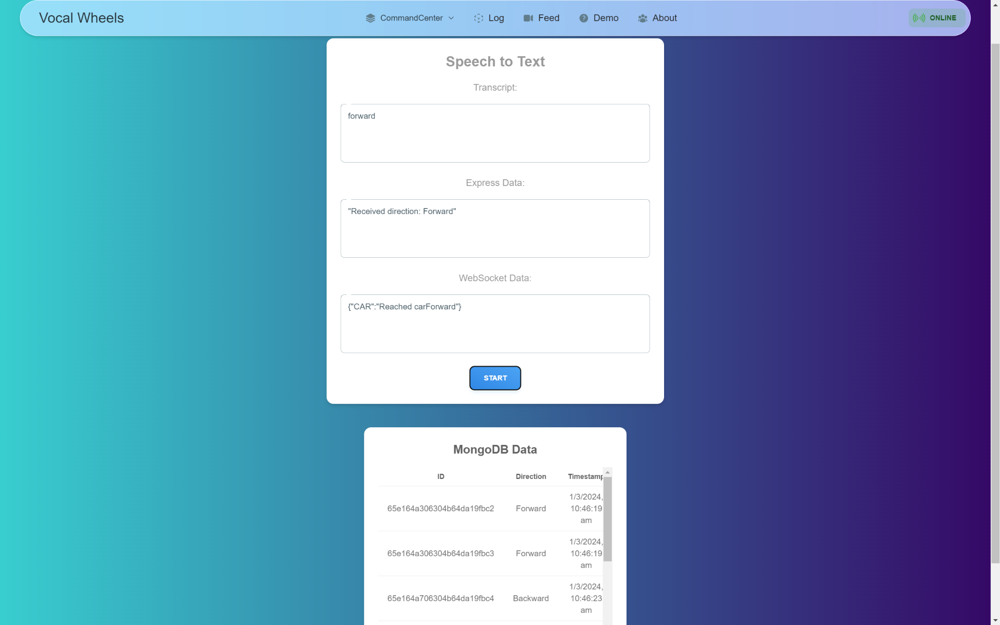 Vocal Wheels
CommandCenter
Log
Feed
Demo
About
ONLINE
Speech to Text
Transcript:
forward
Express Data:
"Received direction: Forward"
WebSocket Data:
{"CAR":"Reached carForward"}
START
MongoDB Data
ID Direction Timestamp
65e164a306304b64da19fbc2 Forward 1/3/2024,
10:46:19
am
65e164a306304b64da19fbc3 Forward 1/3/2024,
10:46:19
am
65e164a706304b64da19fbc4 Backward 1/3/2024,
10:46:23
am